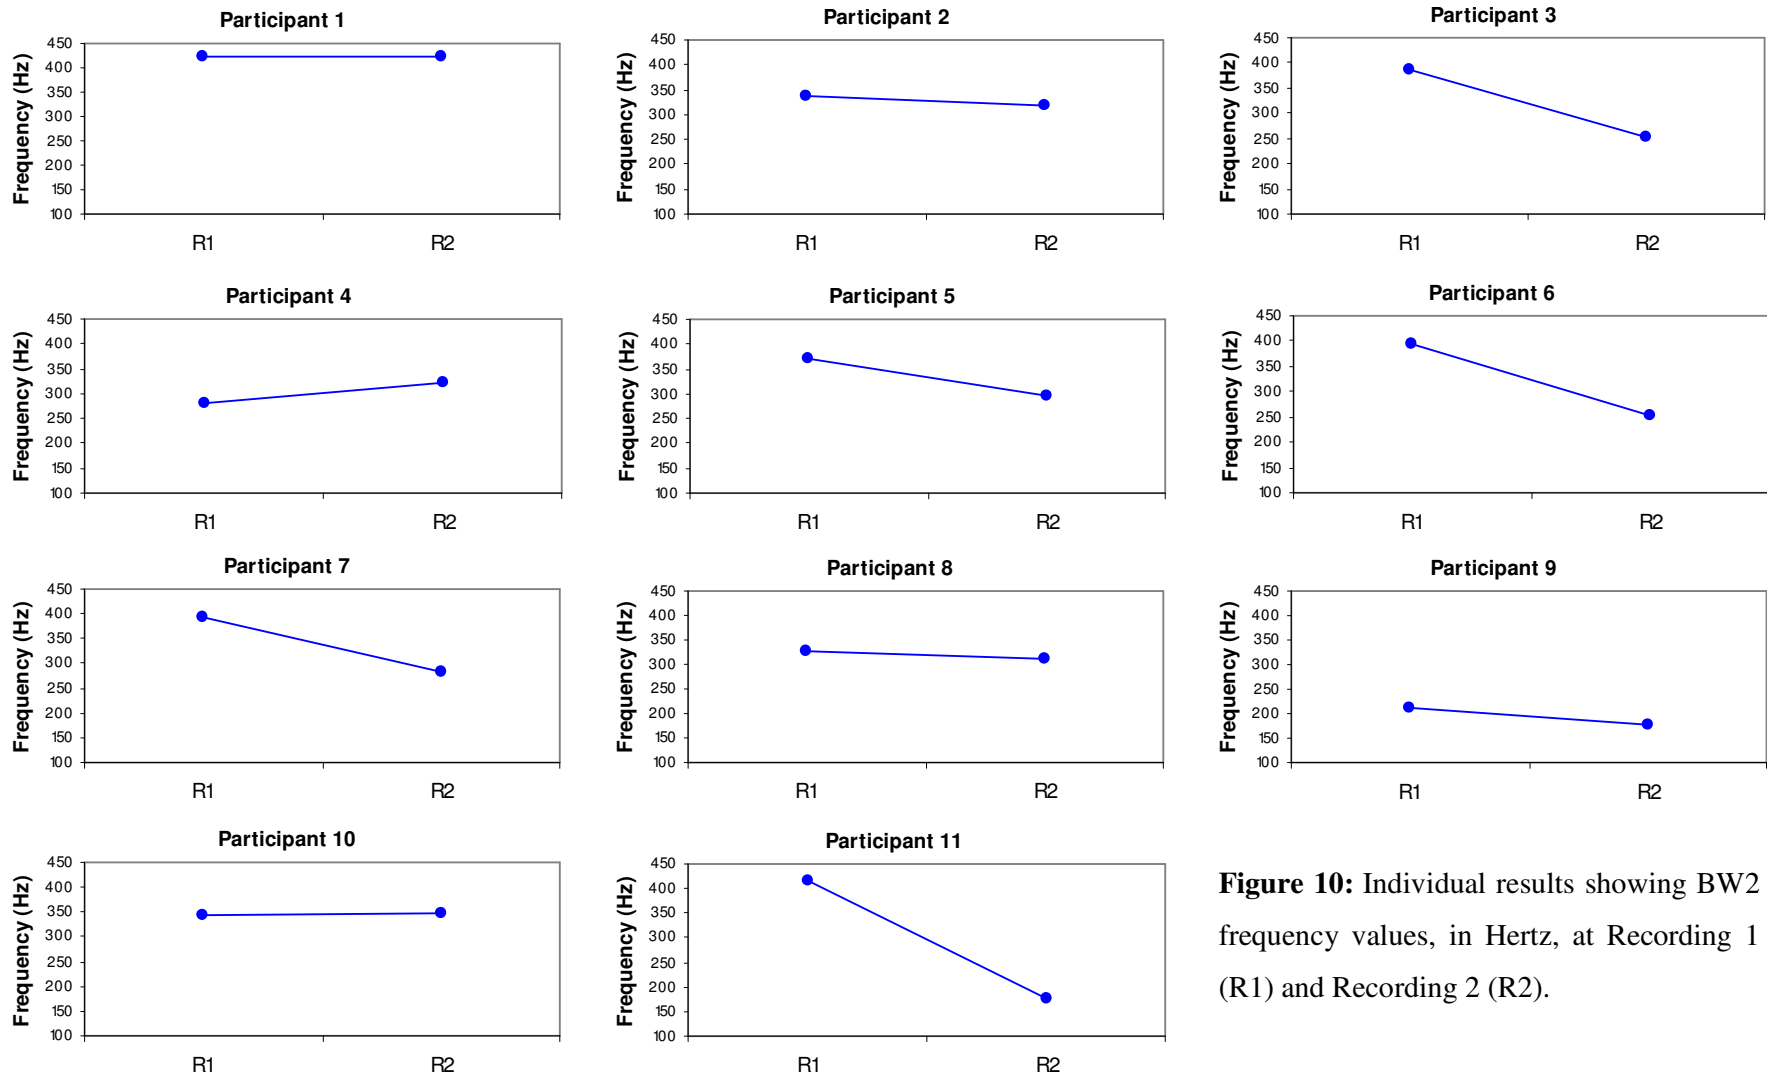 Participant 1
Frequency (Hz)
450
400
350
300
250
200
150
100
R1 R2
Participant 2
Frequency (Hz)
450
400
350
300
250
200
150
100
R1 R2
Participant 3
Frequency (Hz)
450
400
350
300
250
200
150
100
R1 R2
Participant 4
Frequency (Hz)
450
400
350
300
250
200
150
100
R1 R2
Participant 5
Frequency (Hz)
450
400
350
300
250
200
150
100
R1 R2
Participant 6
Frequency (Hz)
450
400
350
300
250
200
150
100
R1 R2
Participant 7
Frequency (Hz)
450
400
350
300
250
200
150
100
R1 R2
Participant 8
Frequency (Hz)
450
400
350
300
250
200
150
100
R1 R2
Participant 9
Frequency (Hz)
450
400
350
300
250
200
150
100
R1 R2
Participant 10
Frequency (Hz)
450
400
350
300
250
200
150
100
R1 R2
Participant 11
Frequency (Hz)
450
400
350
300
250
200
150
100
R1 R2
Figure 10: Individual results showing BW2
frequency values, in Hertz, at Recording 1
(R1) and Recording 2 (R2).